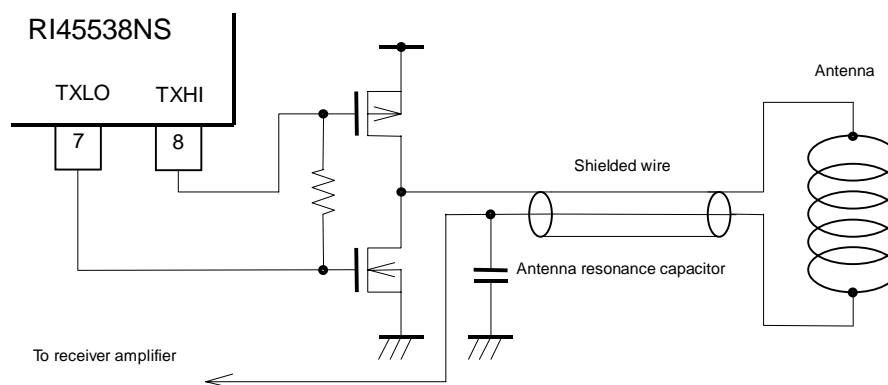 RI45538NS
TXLO TXHI
7 8
Antenna
Shielded wire
Antenna resonance capacitor
To receiver amplifier